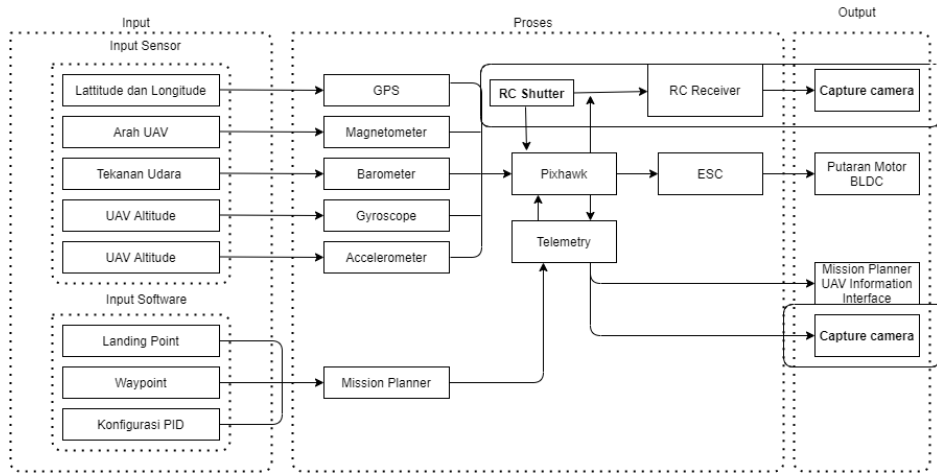 Input
Proses
Output
Input Sensor
Lattitude dan Longitude
GPS
RC Shutter
RC Receiver
Capture camera
Arah UAV
Magnetometer
Tekanan Udara
Barometer
Pixhawk
ESC
Putaran Motor
BLDC
UAV Altitude
Gyroscope
UAV Altitude
Accelerometer
Telemetry
Mission Planner
UAV Information
Interface
Input Software
Landing Point
Capture camera
Waypoint
Mission Planner
Konfigurasi PID